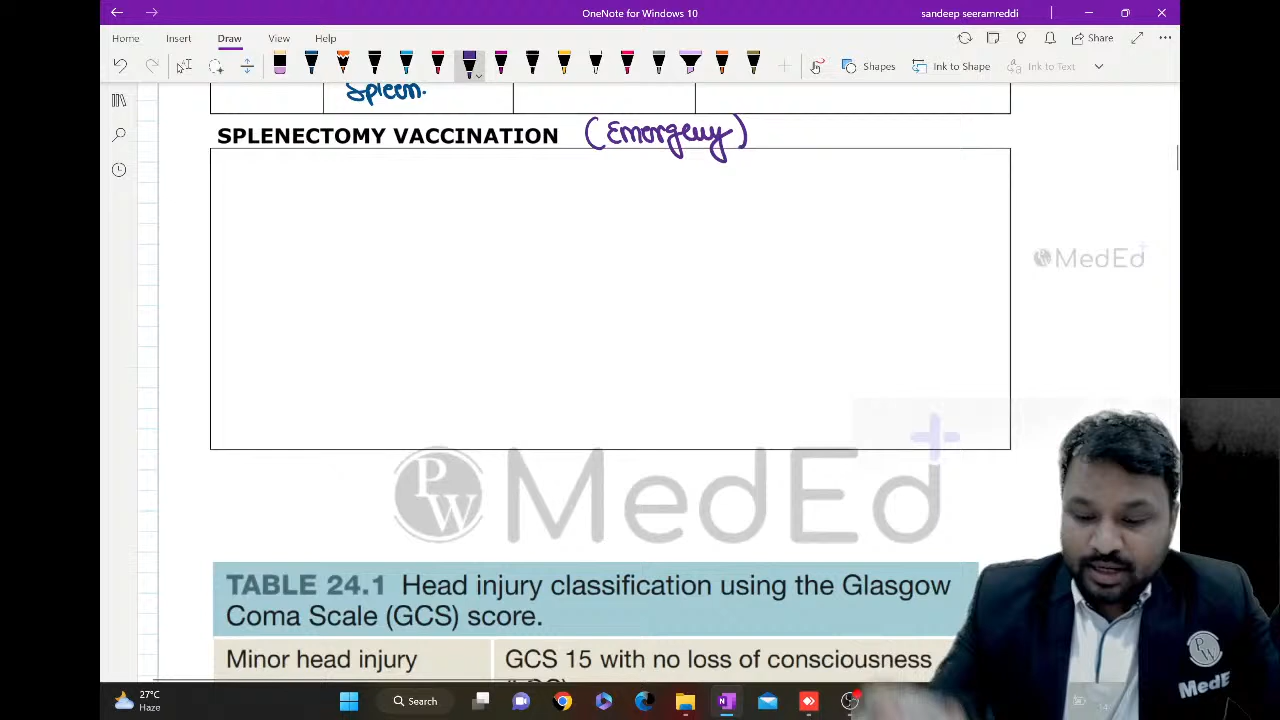 OneNote for Windows 10
sandeep seeramreddi
Home
Insert
Draw
View
Help
Share
Shapes
Ink to Shape
Ink to Text
Spleen.
SPLENECTOMY VACCINATION (Emergency)
MedEd
PW MedEd
TABLE 24.1 Head injury classification using the Glasgow
Coma Scale (GCS) score.
Minor head injury
GCS 15 with no loss of consciousness
MedE
27°C
Haze
Search